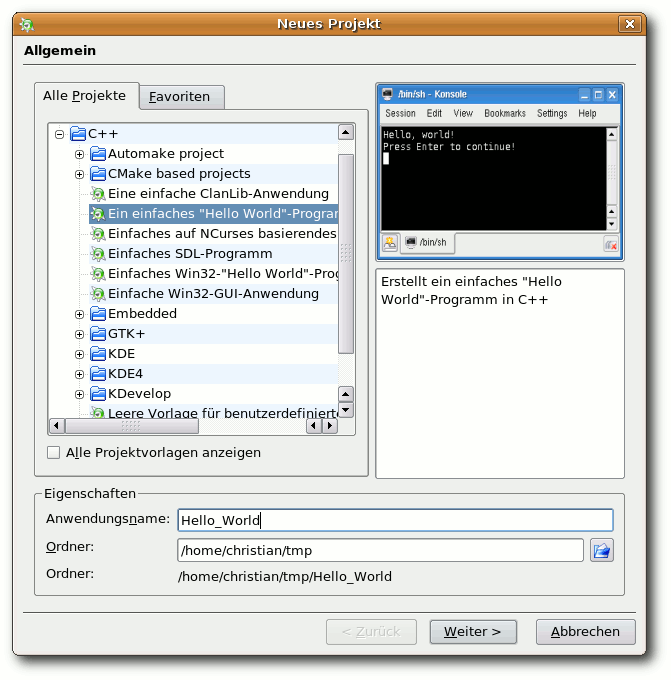 Neues Projekt
Allgemein
Alle Projekte
Favoriten
C++
Automake project
CMake based projects
Eine einfache ClanLib-Anwendung
Ein einfaches "Hello World"-Program
Einfaches auf NCurses basierendes
Einfaches SDL-Programm
Einfaches Win32-"Hello World"-Prog
Einfache Win32-GUI-Anwendung
Embedded
GTK+
KDE
KDE4
KDevelop
Leere Vorlage für benutzerdefinierte
Alle Projektvorlagen anzeigen
/bin/sh - Konsole
Session Edit View Bookmarks Settings Help
Hello, world!
Press Enter to continue!
/bin/sh
Erstellt ein einfaches "Hello
World"-Programm in C++
Eigenschaften
Anwendungsname: Hello_World
Ordner: /home/christian/tmp
Ordner: /home/christian/tmp/Hello_World
< Zurück
Weiter >
Abbrechen